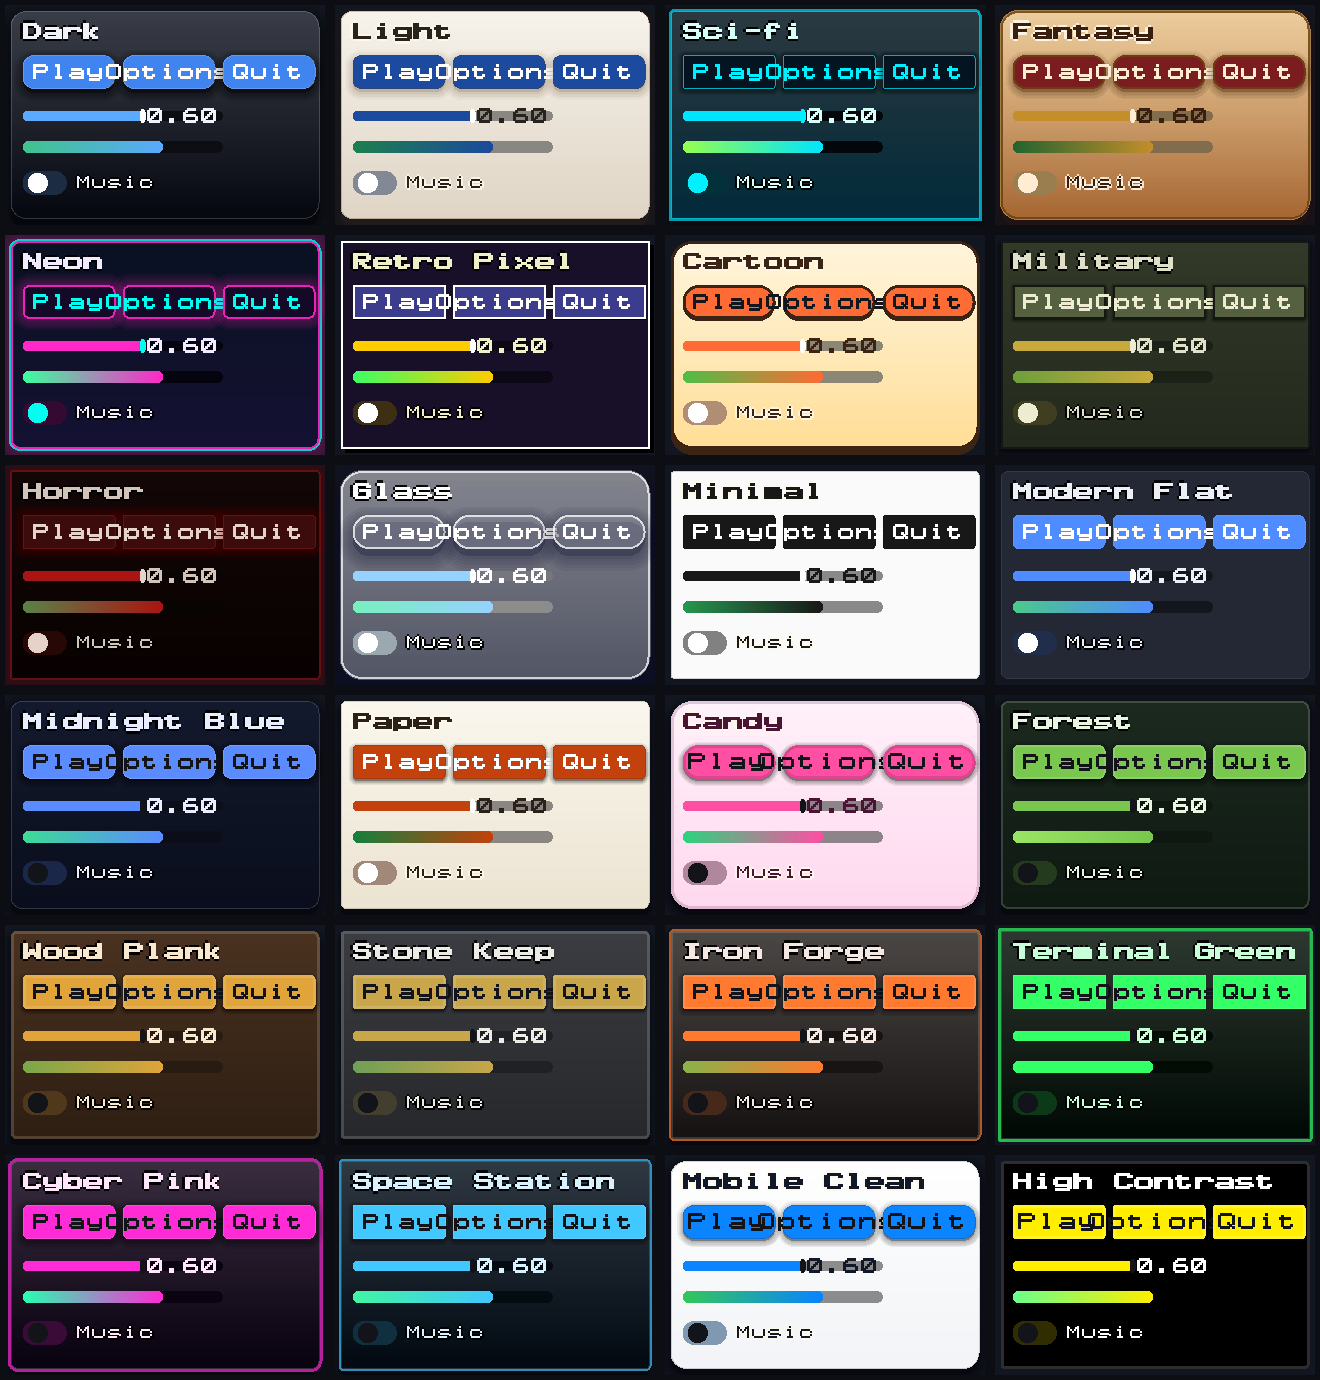 Dark
Play Options Quit
0.60
Music
Light
Play Options Quit
0.60
Music
Sci-fi
Play Options Quit
0.60
Music
Fantasy
Play Options Quit
0.60
Music
Neon
Play Options Quit
0.60
Music
Retro Pixel
Play Options Quit
0.60
Music
Cartoon
Play Options Quit
0.60
Music
Military
Play Options Quit
0.60
Music
Horror
Play Options Quit
0.60
Music
Glass
Play Options Quit
0.60
Music
Minimal
Play Options Quit
0.60
Music
Modern Flat
Play Options Quit
0.60
Music
Midnight Blue
Play Options Quit
0.60
Music
Paper
Play Options Quit
0.60
Music
Candy
Play Options Quit
0.60
Music
Forest
Play Options Quit
0.60
Music
Wood Plank
Play Options Quit
0.60
Music
Stone Keep
Play Options Quit
0.60
Music
Iron Forge
Play Options Quit
0.60
Music
Terminal Green
Play Options Quit
0.60
Music
Cyber Pink
Play Options Quit
0.60
Music
Space Station
Play Options Quit
0.60
Music
Mobile Clean
Play Options Quit
0.60
Music
High Contrast
Play Options Quit
0.60
Music